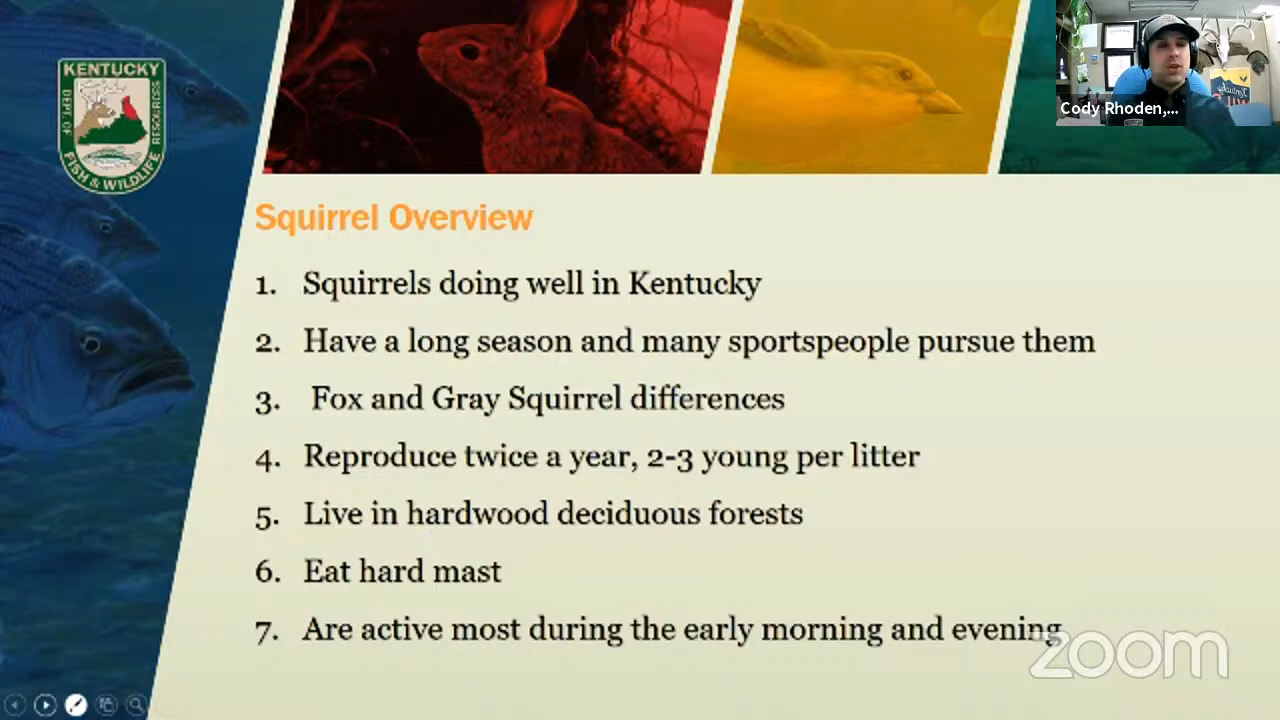 KENTUCKY
DEPT. OF
RESOURCES
FISH & WILDLIFE
Cody Rhoden,...
Squirrel Overview
1. Squirrels doing well in Kentucky
2. Have a long season and many sportspeople pursue them
3. Fox and Gray Squirrel differences
4. Reproduce twice a year, 2-3 young per litter
5. Live in hardwood deciduous forests
6. Eat hard mast
7. Are active most during the early morning and evening
zoom